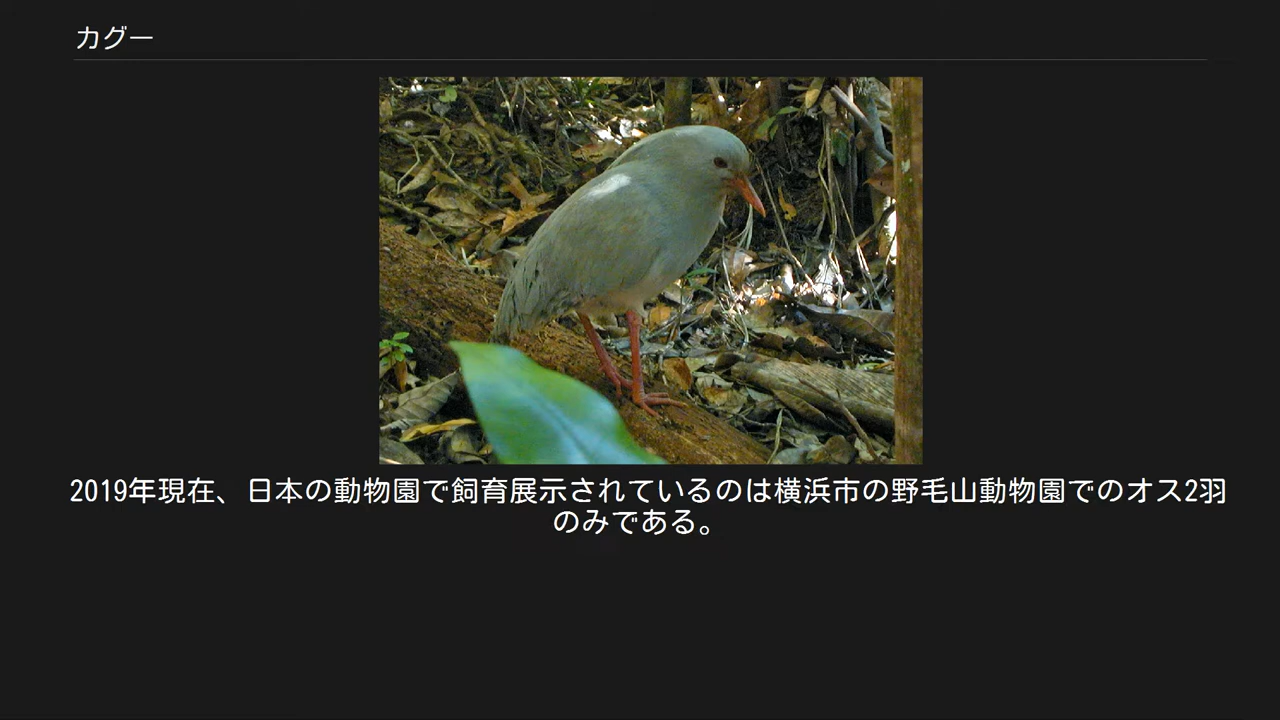 カグー
2019年現在、日本の動物園で飼育展示されているのは横浜市の野毛山動物園でのオス2羽
のみである。